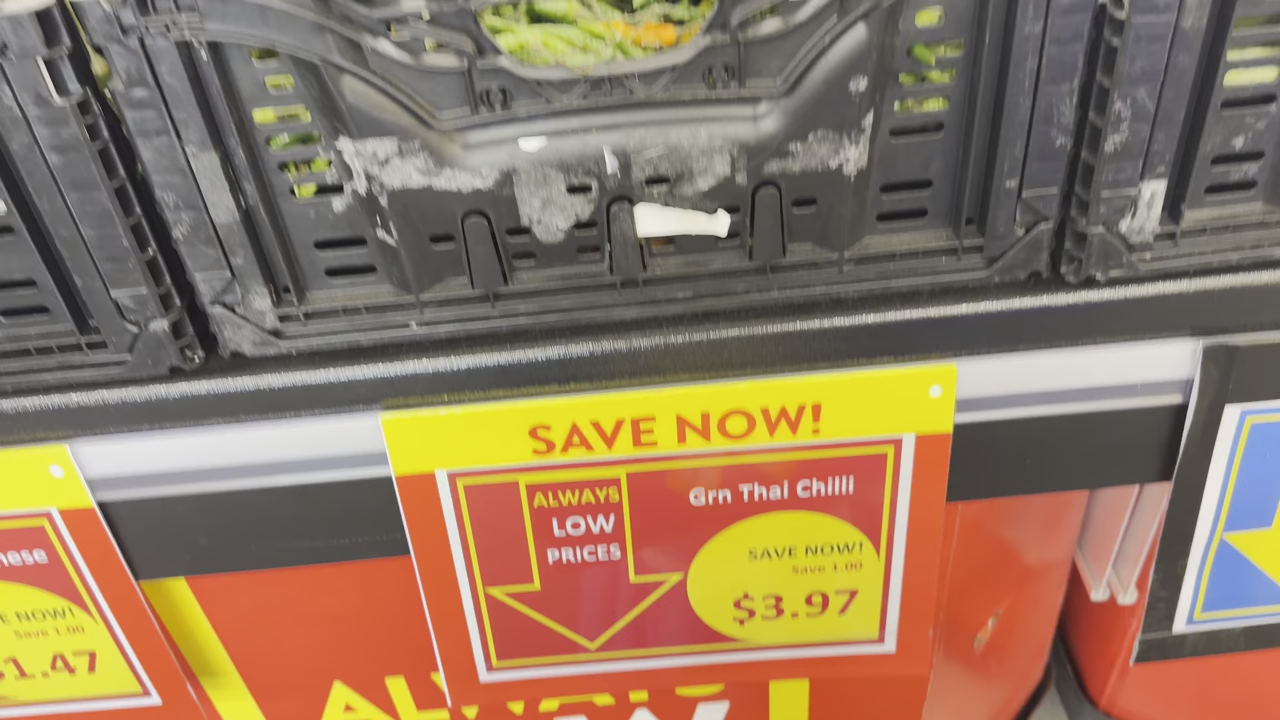 SAVE NOW!
ALWAYS
LOW
PRICES
Grn Thai Chilli
SAVE NOW!
Save 1.00
$3.97
nese
E NOW!
Save 1.00
1.47